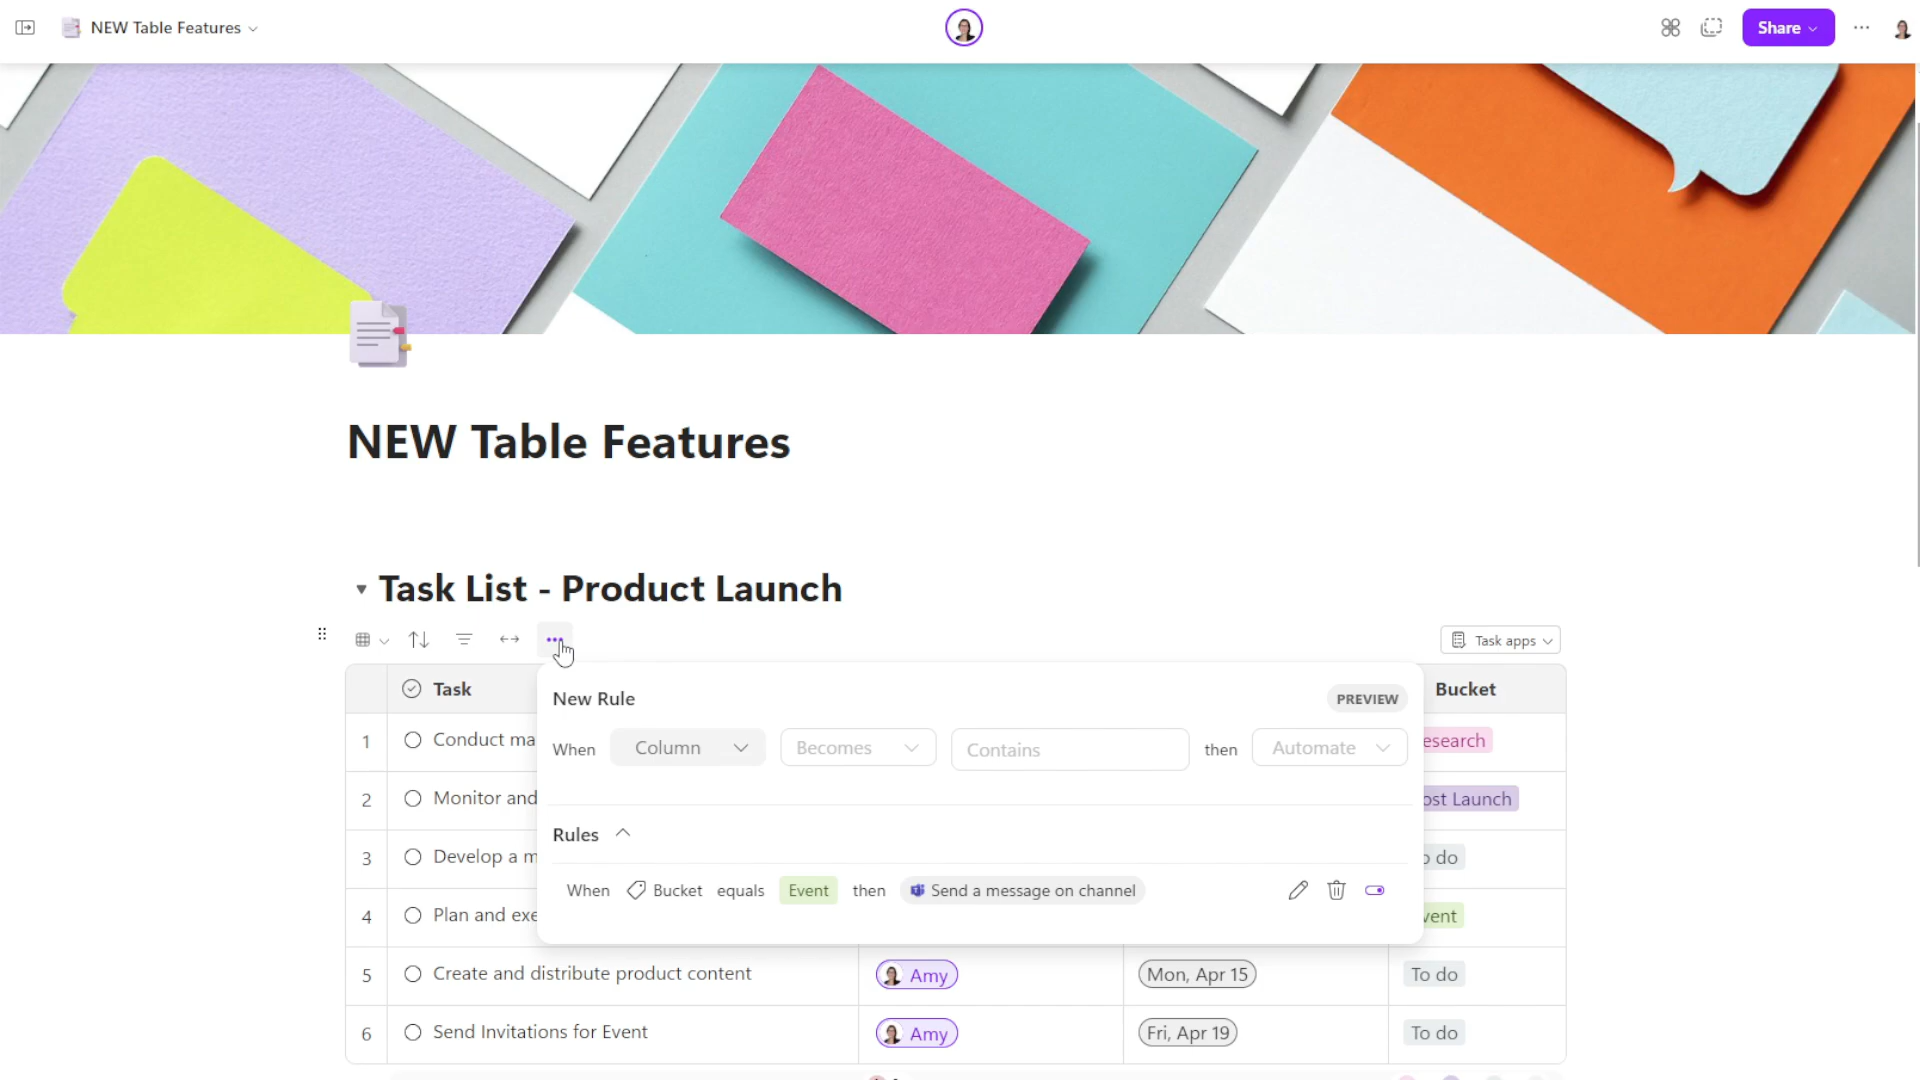 NEW Table Features
Share
NEW Table Features
Task List - Product Launch
Task apps
Task
Bucket
New Rule
PREVIEW
When Column Becomes Contains then Automate
Rules
When Bucket equals Event then Send a message on channel
1 Conduct ma esearch
2 Monitor and ost Launch
3 Develop a m o do
4 Plan and exe vent
5 Create and distribute product content Amy Mon, Apr 15 To do
6 Send Invitations for Event Amy Fri, Apr 19 To do